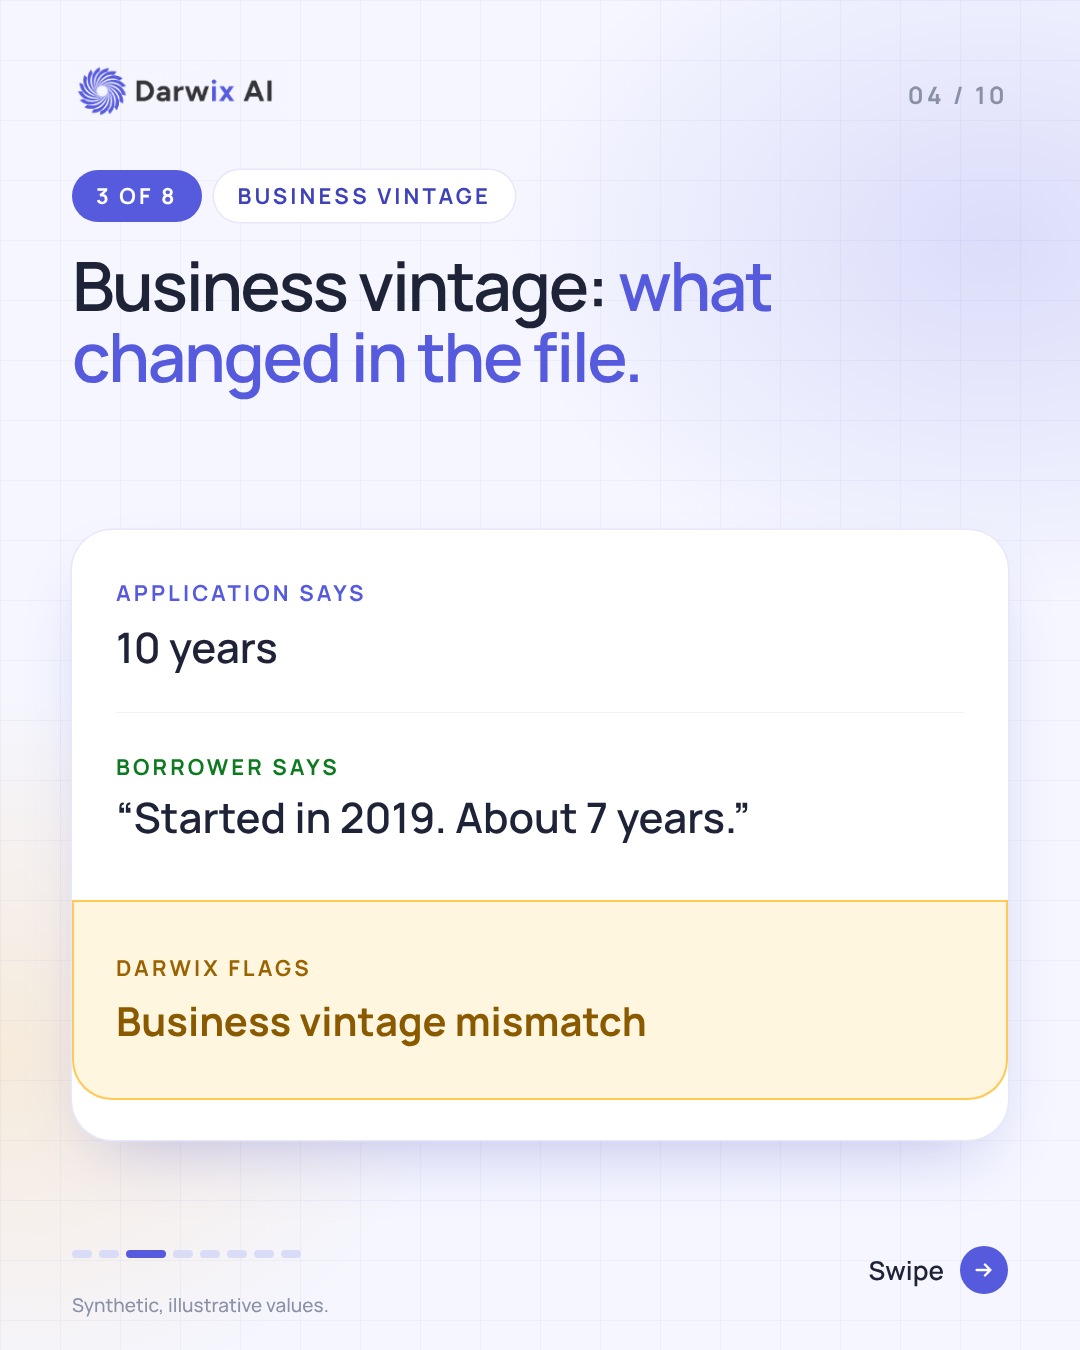 Darwix AI
04 / 10
3 OF 8
BUSINESS VINTAGE
Business vintage: what
changed in the file.
APPLICATION SAYS
10 years
BORROWER SAYS
“Started in 2019. About 7 years.”
DARWIX FLAGS
Business vintage mismatch
Swipe
Synthetic, illustrative values.